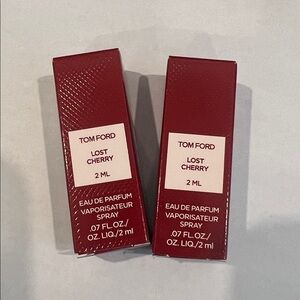 TOM FORD
LOST
CHERRY
2 ML
EAU DE PARFUM
VAPORISATEUR
SPRAY
.07 FL.OZ./
OZ. LIQ./2 ml
TOM FORD
LOST
CHERRY
2 ML
EAU DE PARFUM
VAPORISATEUR
SPRAY
.07 FL.OZ./
OZ. LIQ./2 ml